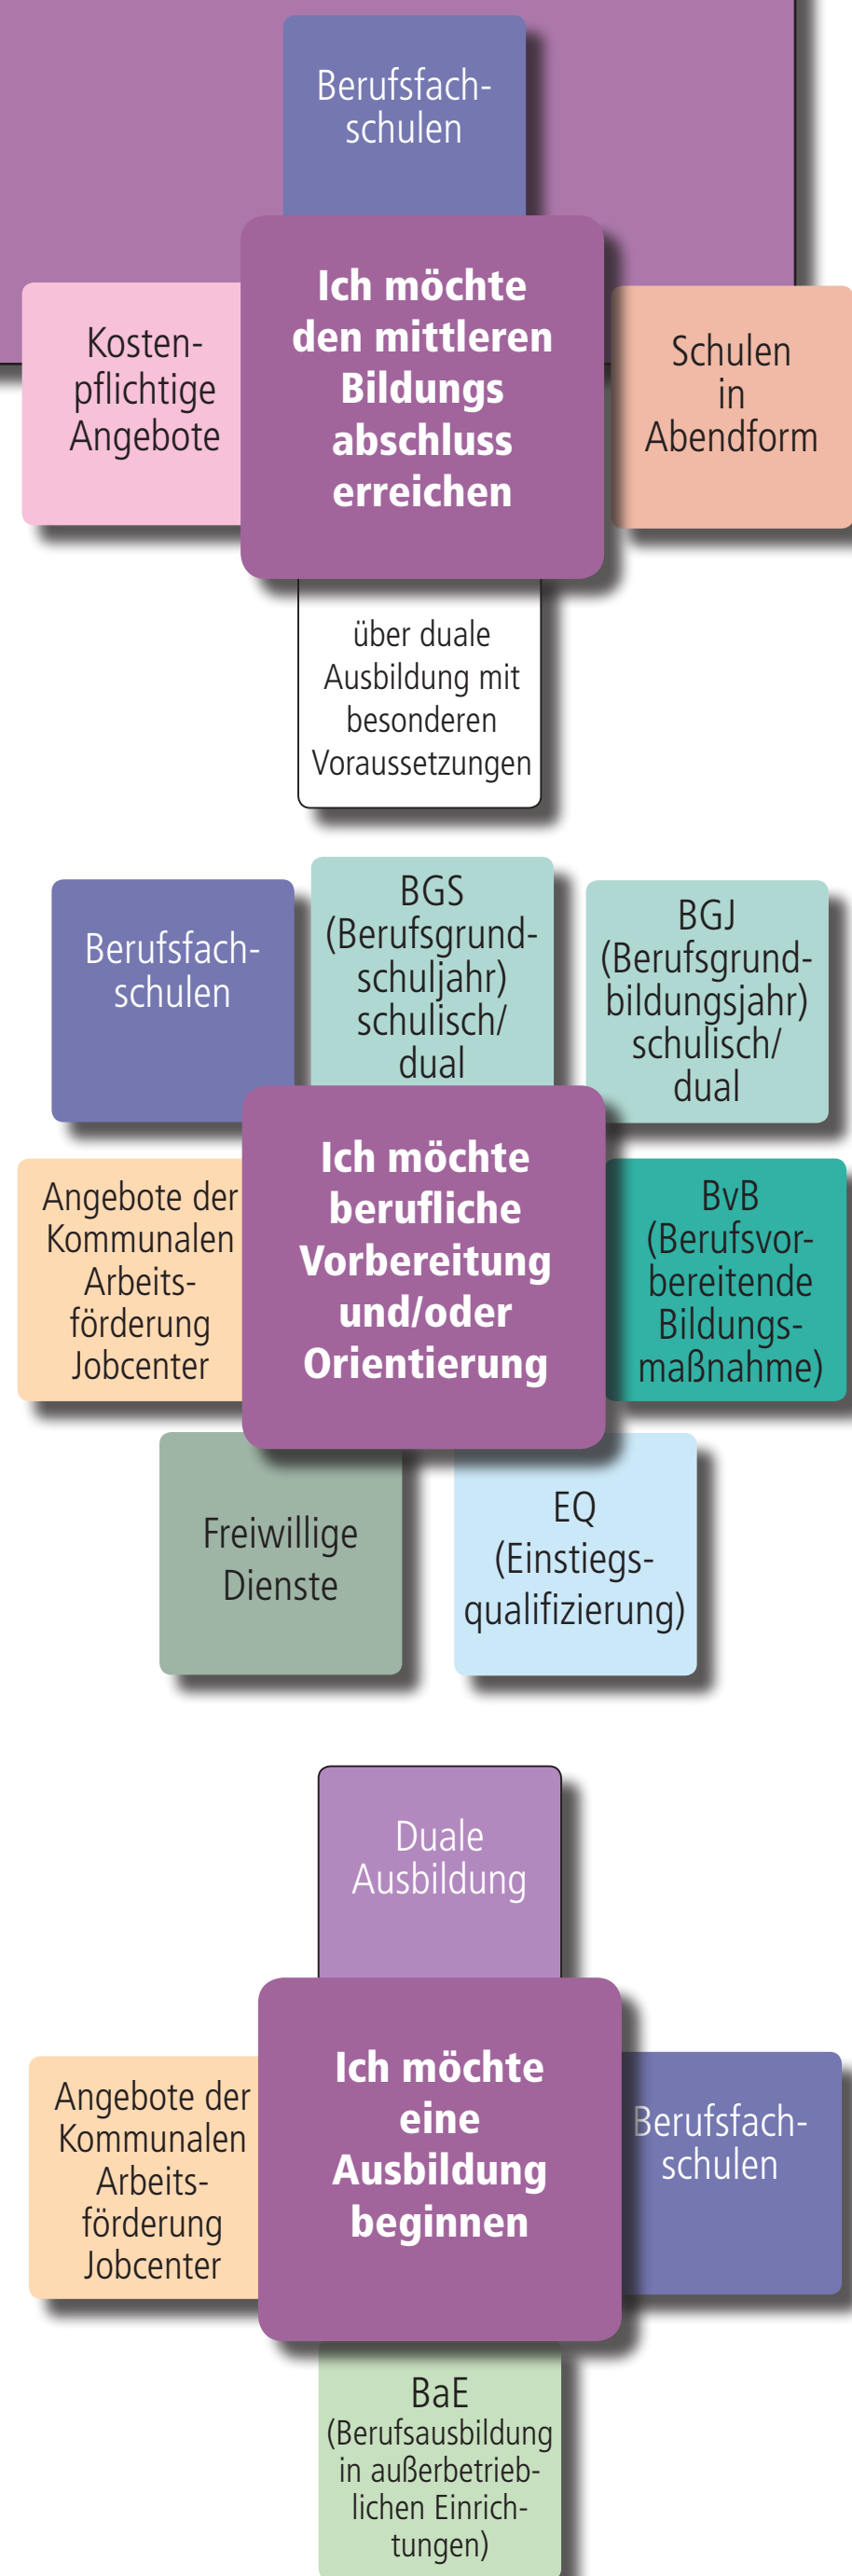 Berufsfach-
schulen
Ich möchte
den mittleren
Bildungs
abschluss
erreichen
Kosten-
pflichtige
Angebote
Schulen
in
Abendform
über duale
Ausbildung mit
besonderen
Voraussetzungen
Berufsfach-
schulen
BGS
(Berufsgrund-
schuljahr)
schulisch/
dual
BGJ
(Berufsgrund-
bildungsjahr)
schulisch/
dual
Angebote der
Kommunalen
Arbeits-
förderung
Jobcenter
Ich möchte
berufliche
Vorbereitung
und/oder
Orientierung
BvB
(Berufsvor-
bereitende
Bildungs-
maßnahme)
Freiwillige
Dienste
EQ
(Einstiegs-
qualifizierung)
Duale
Ausbildung
Angebote der
Kommunalen
Arbeits-
förderung
Jobcenter
Ich möchte
eine
Ausbildung
beginnen
Berufsfach-
schulen
BaE
(Berufsausbildung
in außerbetrieb-
lichen Einrich-
tungen)